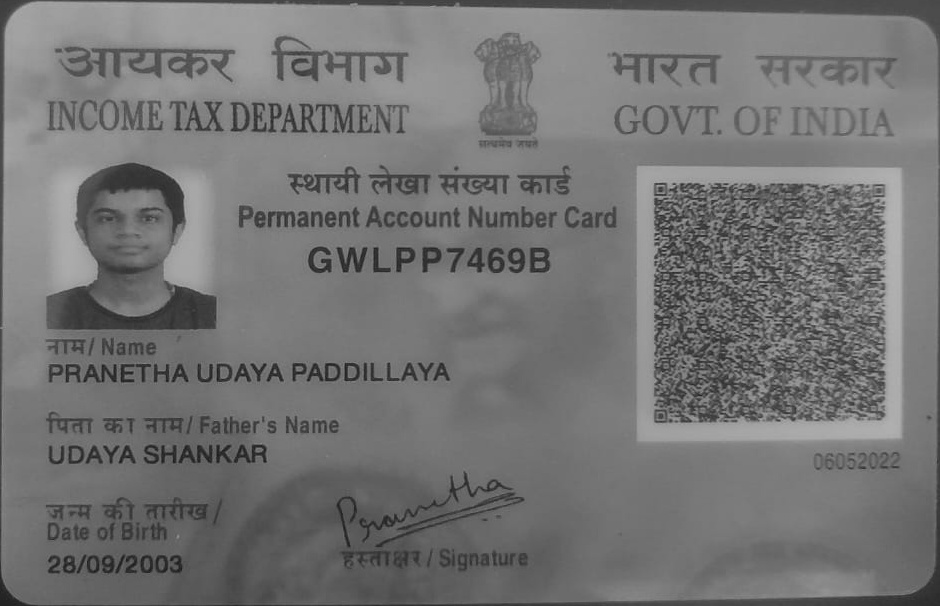 आयकर विभाग
INCOME TAX DEPARTMENT
सत्यमेव जयते
भारत सरकार
GOVT. OF INDIA
स्थायी लेखा संख्या कार्ड
Permanent Account Number Card
GWLPP7469B
नाम / Name
PRANETHA UDAYA PADDILLAYA
पिता का नाम / Father's Name
UDAYA SHANKAR
06052022
जन्म की तारीख /
Date of Birth
28/09/2003
Pranetha
हस्ताक्षर / Signature